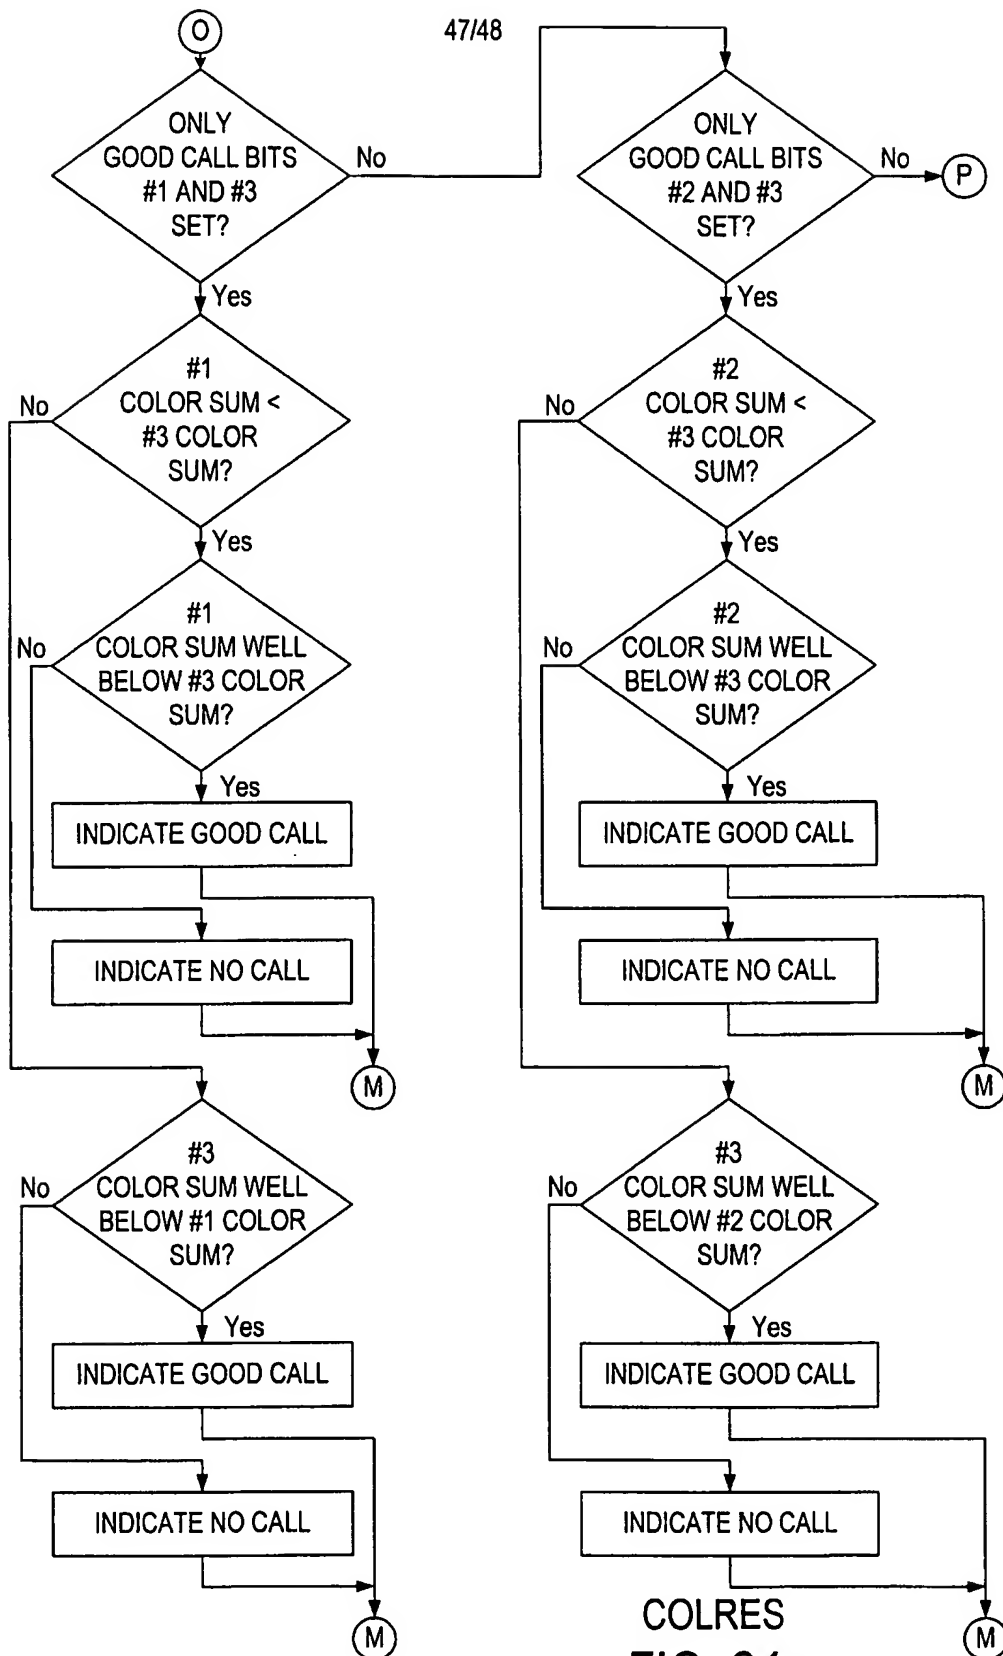 47/48
O
ONLY
GOOD CALL BITS
#1 AND #3
SET?
No
Yes
#1
COLOR SUM <
#3 COLOR
SUM?
No
Yes
#1
COLOR SUM WELL
BELOW #3 COLOR
SUM?
No
Yes
INDICATE GOOD CALL
INDICATE NO CALL
M
#3
COLOR SUM WELL
BELOW #1 COLOR
SUM?
No
Yes
INDICATE GOOD CALL
INDICATE NO CALL
M
ONLY
GOOD CALL BITS
#2 AND #3
SET?
No
P
Yes
#2
COLOR SUM <
#3 COLOR
SUM?
No
Yes
#2
COLOR SUM WELL
BELOW #3 COLOR
SUM?
No
Yes
INDICATE GOOD CALL
INDICATE NO CALL
M
#3
COLOR SUM WELL
BELOW #2 COLOR
SUM?
No
Yes
INDICATE GOOD CALL
INDICATE NO CALL
M
COLRES